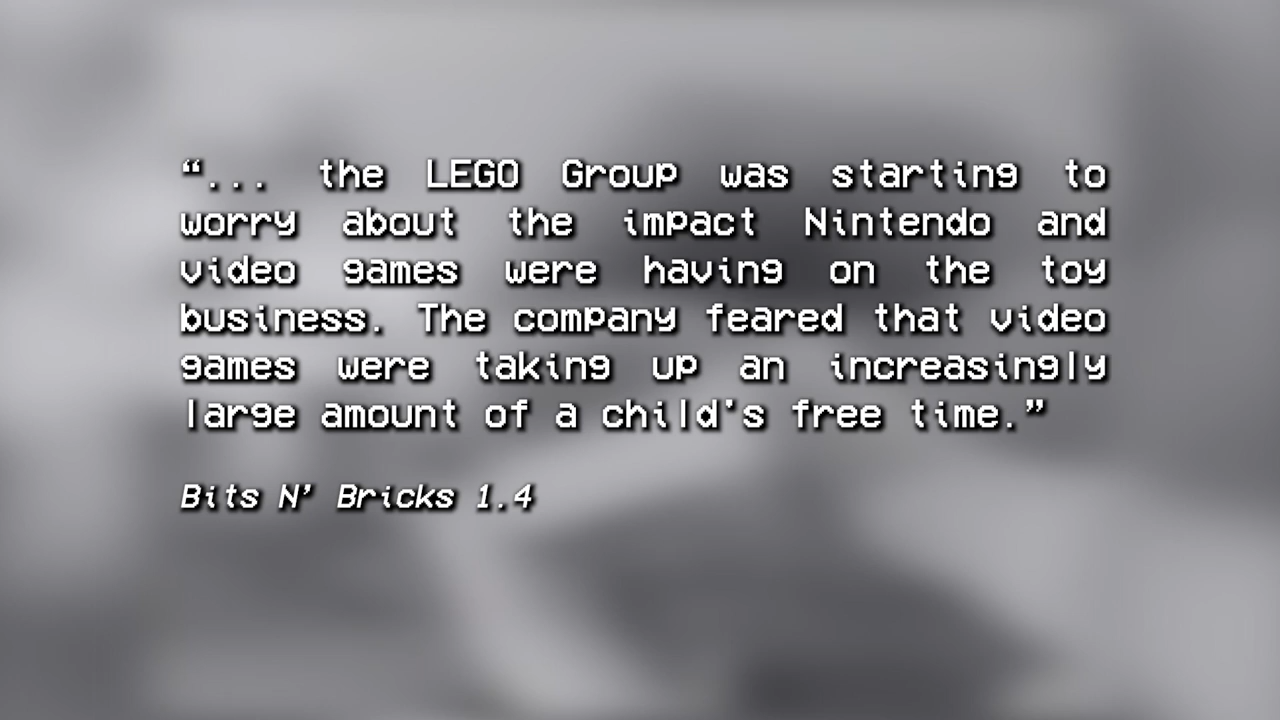 “... the LEGO Group was starting to
worry about the impact Nintendo and
video games were having on the toy
business. The company feared that video
games were taking up an increasingly
large amount of a child's free time.”
Bits N’ Bricks 1.4